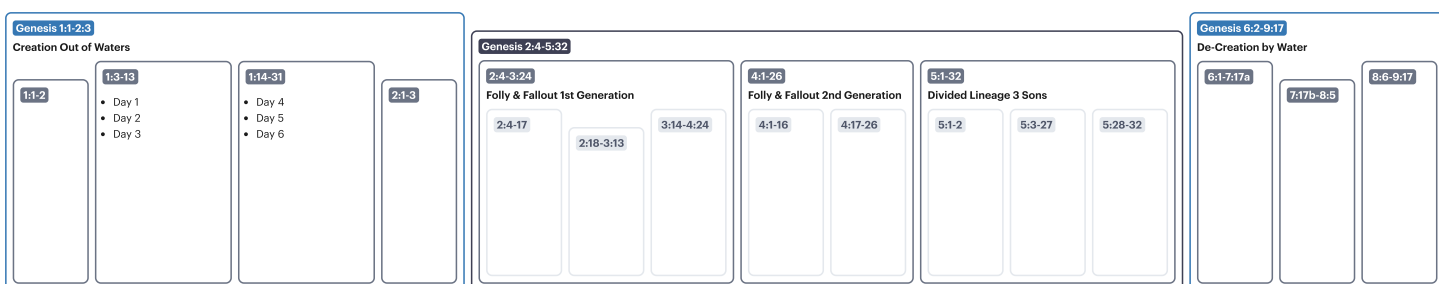 Genesis 1:1-2:3
Creation Out of Waters
1:1-2
1:3-13
• Day 1
• Day 2
• Day 3
1:14-31
• Day 4
• Day 5
• Day 6
2:1-3
Genesis 2:4-5:32
2:4-3:24
Folly & Fallout 1st Generation
2:4-17
2:18-3:13
3:14-4:24
4:1-26
Folly & Fallout 2nd Generation
4:1-16
4:17-26
5:1-32
Divided Lineage 3 Sons
5:1-2
5:3-27
5:28-32
Genesis 6:2-9:17
De-Creation by Water
6:1-7:17a
7:17b-8:5
8:6-9:17